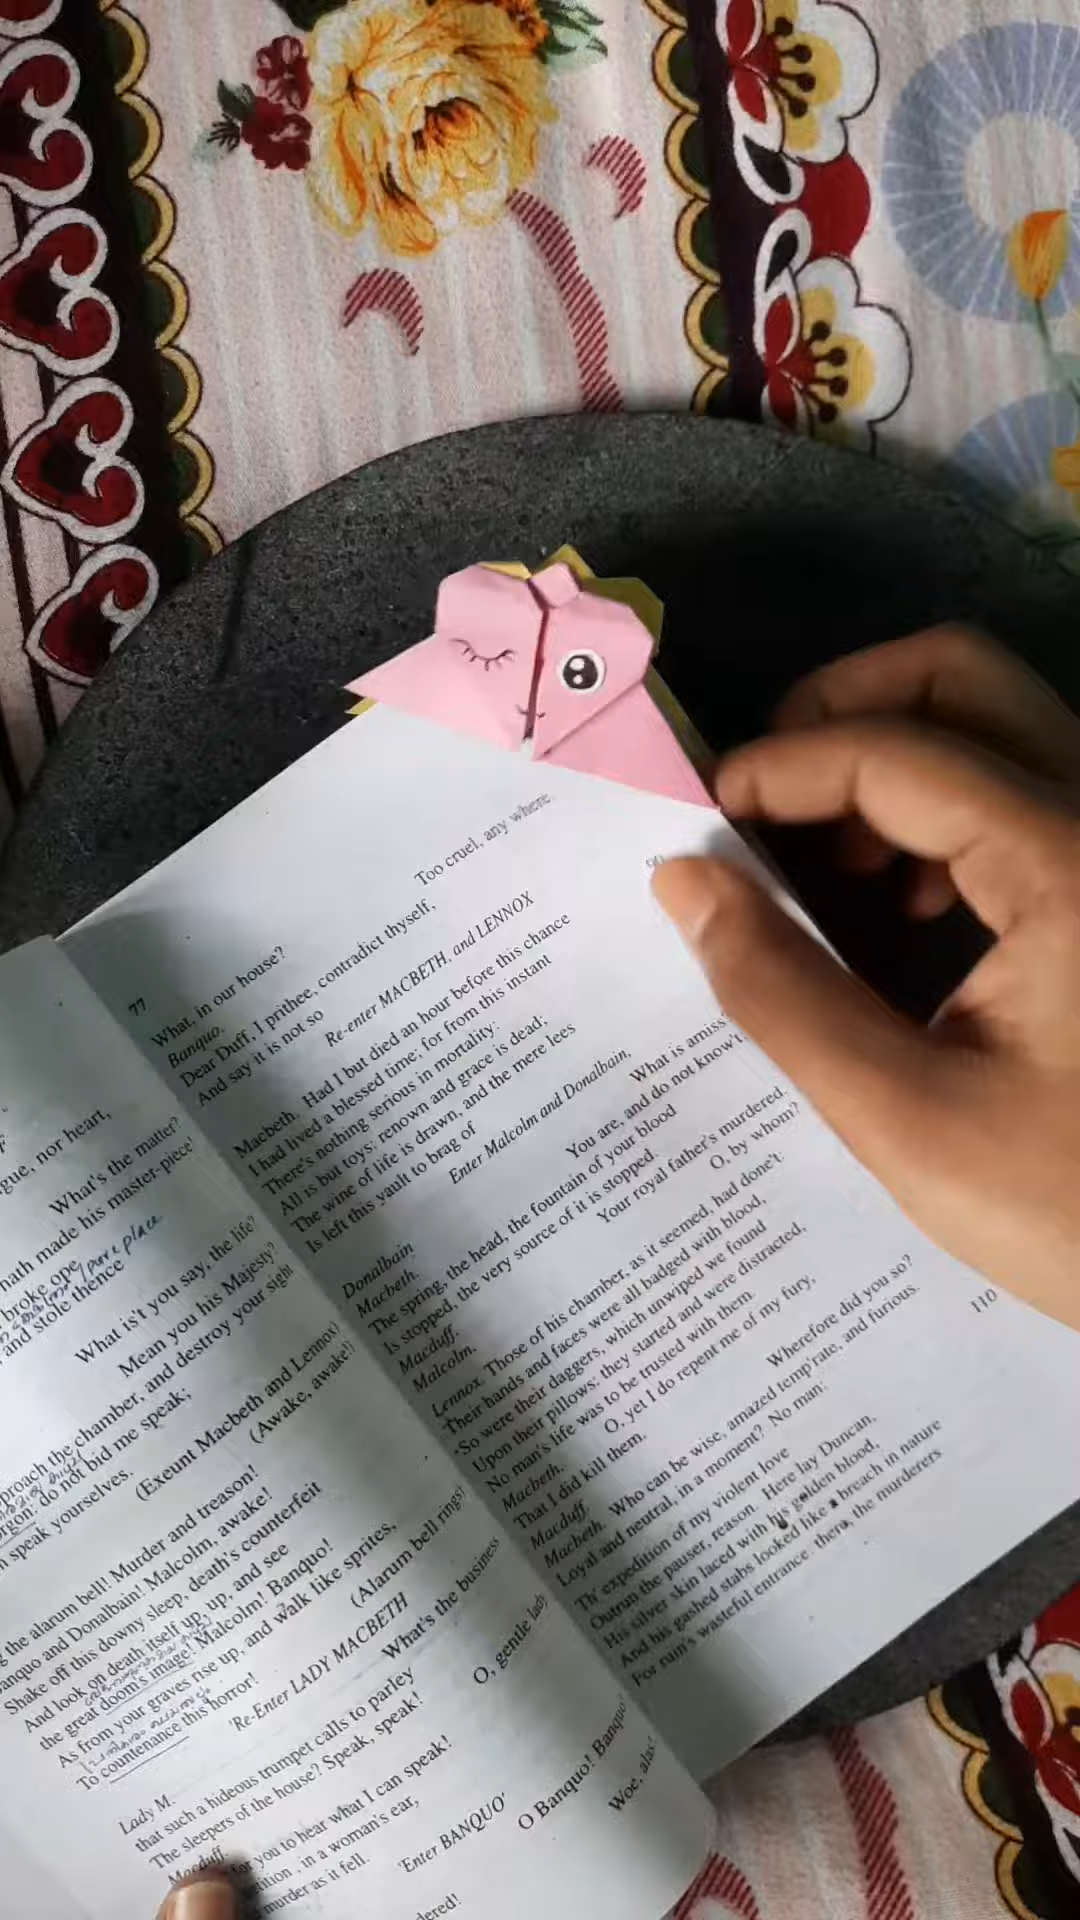 gue, nor heart,
What's the matter?
hath made his master-piece!
broke ope
pure place
and stole thence
What is't you say, the life?
Mean you his Majesty?
proach the chamber, and destroy your sight
orgon: do not bid me speak;
speak yourselves.
(Exeunt Macbeth and Lennox)
(Awake, awake!)
the alarum bell! Murder and treason!
anquo and Donalbain! Malcolm, awake!
Shake off this downy sleep, death's counterfeit
And look on death itself up, up, and see
the great doom's image! Malcolm! Banquo!
As from your graves rise up, and walk like sprites,
To countenance this horror!
(Alarum bell rings)
'Re-Enter LADY MACBETH
Lady M.
What's the business
that such a hideous trumpet calls to parley
The sleepers of the house? Speak, speak!
Macduff.
O, gentle lady,
for you to hear what I can speak!
etition , in a woman's ear,
murder as it fell.
'Enter BANQUO'
O Banquo! Banquo!
dered!
Woe, alas!
77
What, in our house?
Banquo.
Too cruel, any where.
Dear Duff, I prithee, contradict thyself,
90
And say it is not so
Re-enter MACBETH, and LENNOX
Macbeth. Had I but died an hour before this chance
I had lived a blessed time; for from this instant
There's nothing serious in mortality:
All is but toys: renown and grace is dead;
The wine of life is drawn, and the mere lees
Is left this vault to brag of
Enter Malcolm and Donalbain,
Donalbain
What is amiss
Macbeth.
You are, and do not know't.
The spring, the head, the fountain of your blood
Is stopped, the very source of it is stopped.
Macduff.
Your royal father's murdered,
Malcolm.
O, by whom?
Lennox. Those of his chamber, as it seemed, had done't:
Their hands and faces were all badged with blood,
So were their daggers, which unwiped we found
Upon their pillows: they started and were distracted,
No man's life was to be trusted with them.
Macbeth.
O, yet I do repent me of my fury,
That I did kill them.
Macduff.
Wherefore did you so?
110
Macbeth. Who can be wise, amazed temp'rate, and furious.
Loyal and neutral, in a moment? No man:
Th' expedition of my violent love
Outrun the pauser, reason. Here lay Duncan,
His silver skin laced with his golden blood,
And his gashed stabs looked like a breach in nature
For ruin's wasteful entrance: there, the murderers